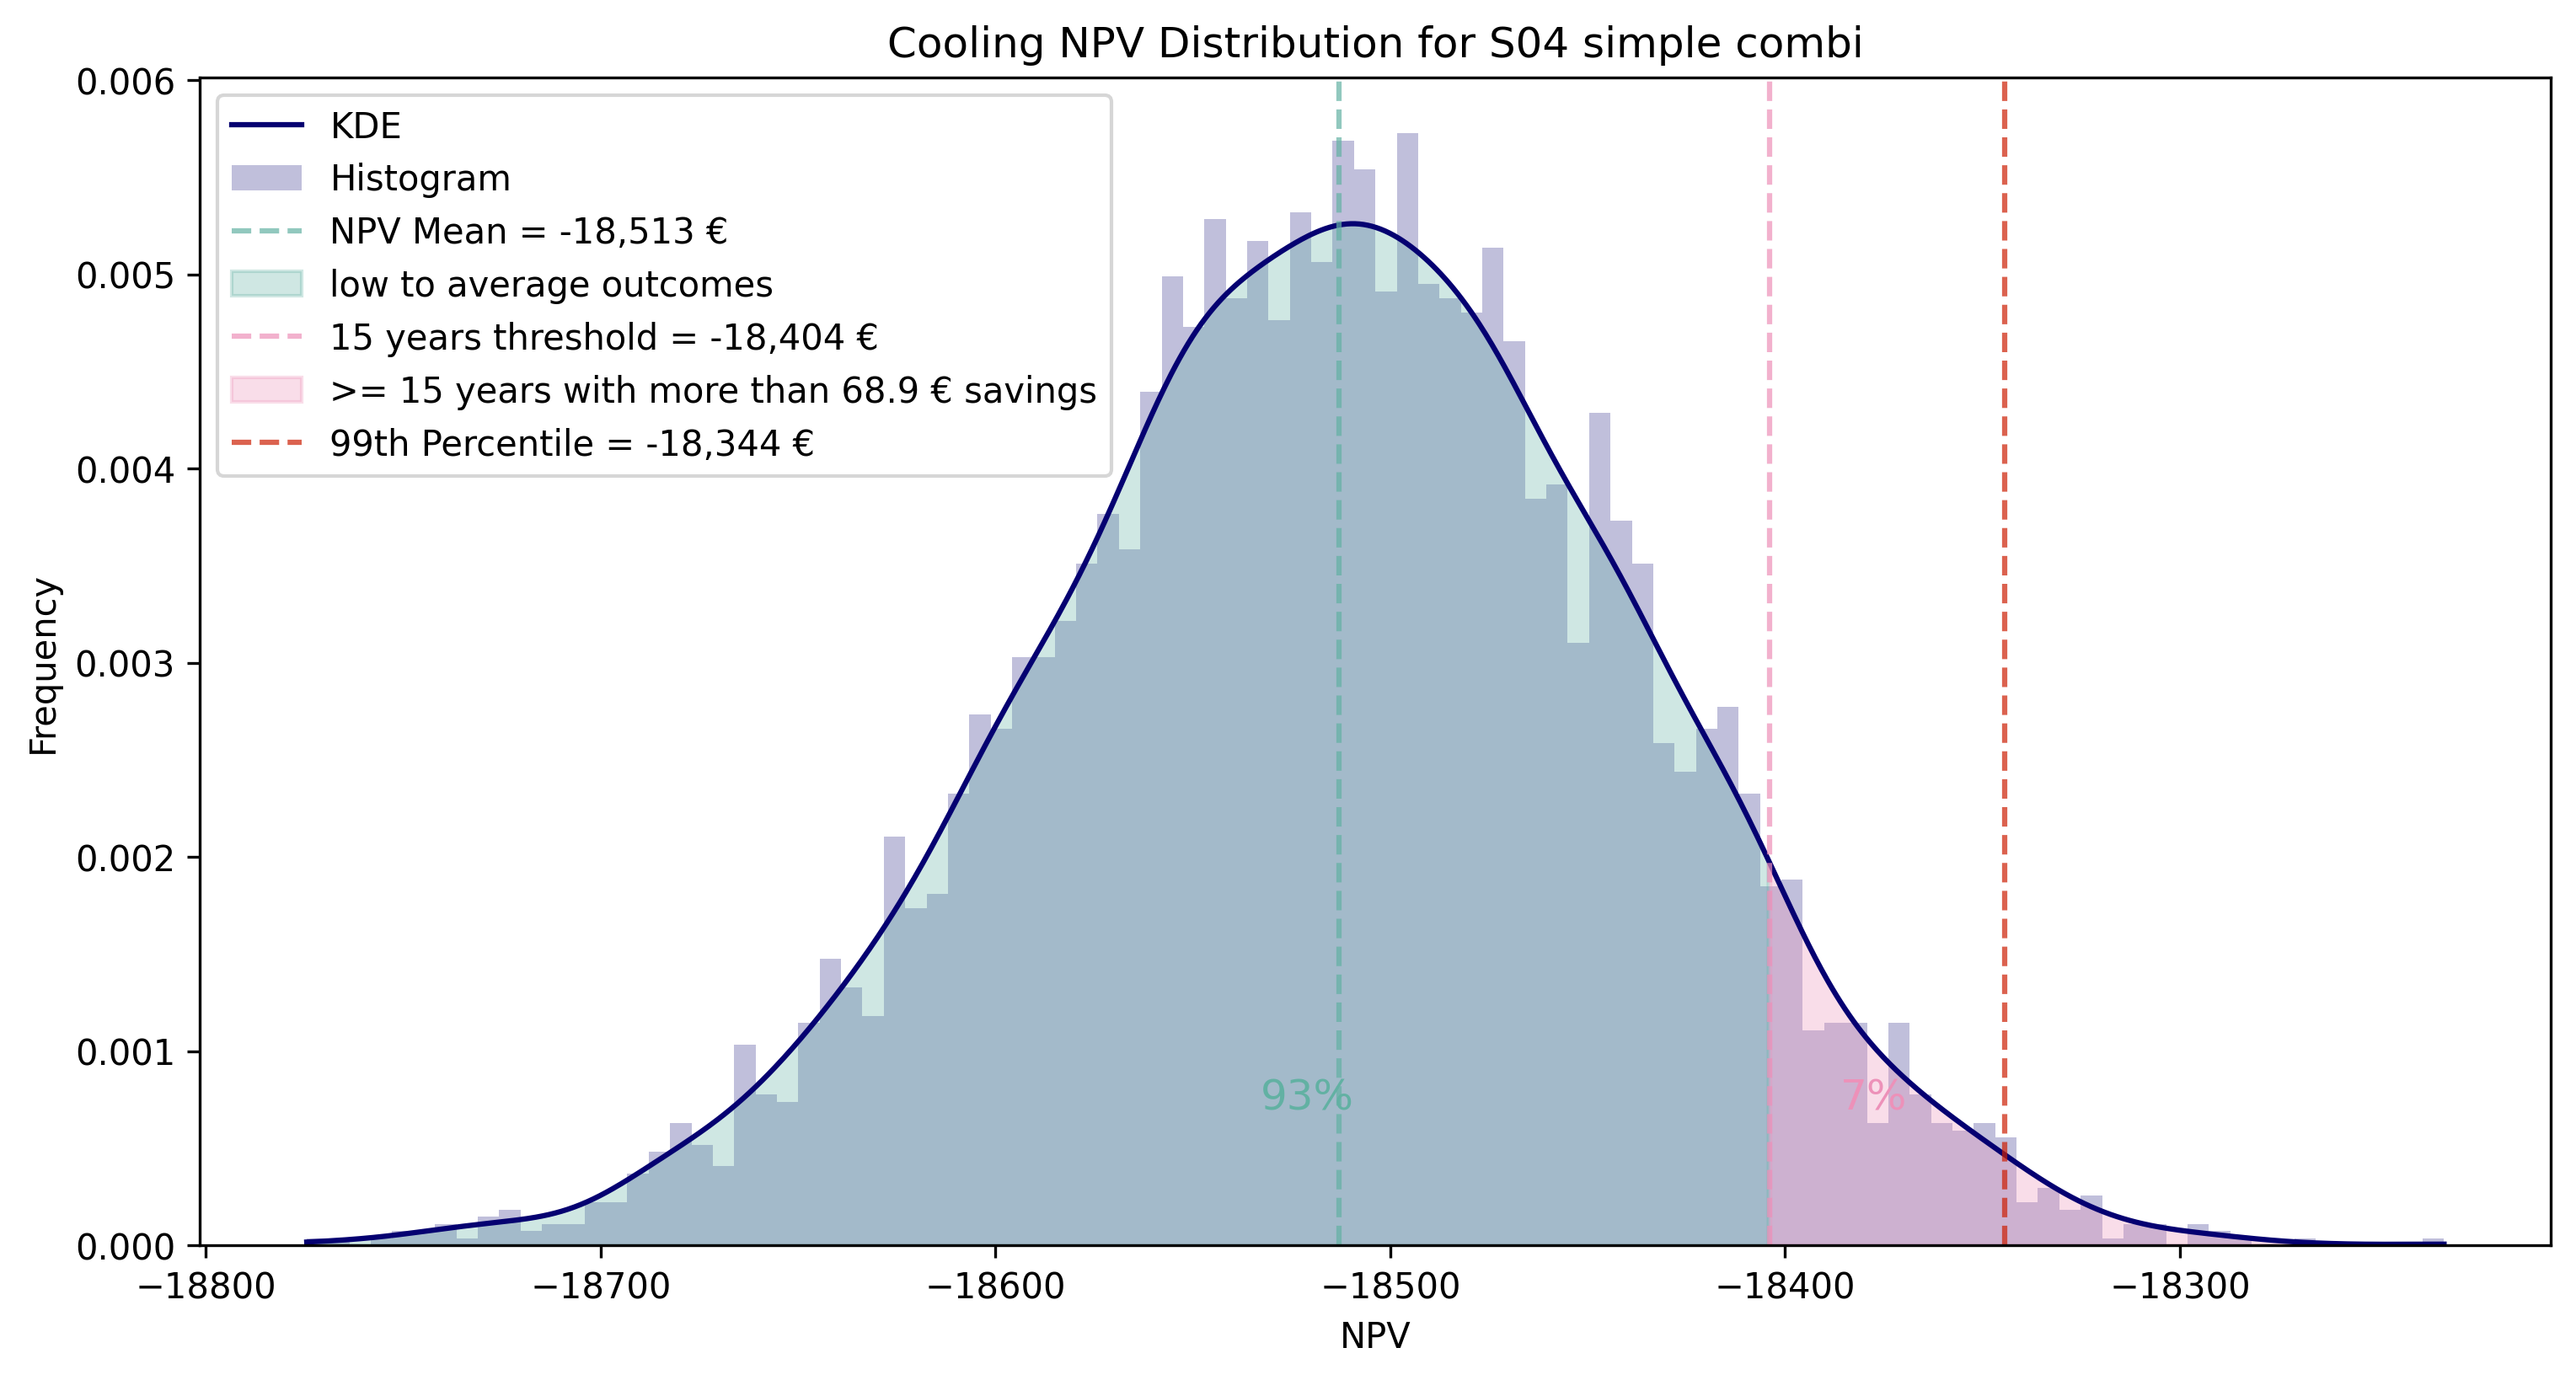 Cooling NPV Distribution for S04 simple combi
0.006
0.005
0.004
0.003
0.002
0.001
0.000
Frequency
KDE
Histogram
NPV Mean = -18,513 €
low to average outcomes
15 years threshold = -18,404 €
>= 15 years with more than 68.9 € savings
99th Percentile = -18,344 €
93%
7%
−18800
−18700
−18600
−18500
−18400
−18300
NPV